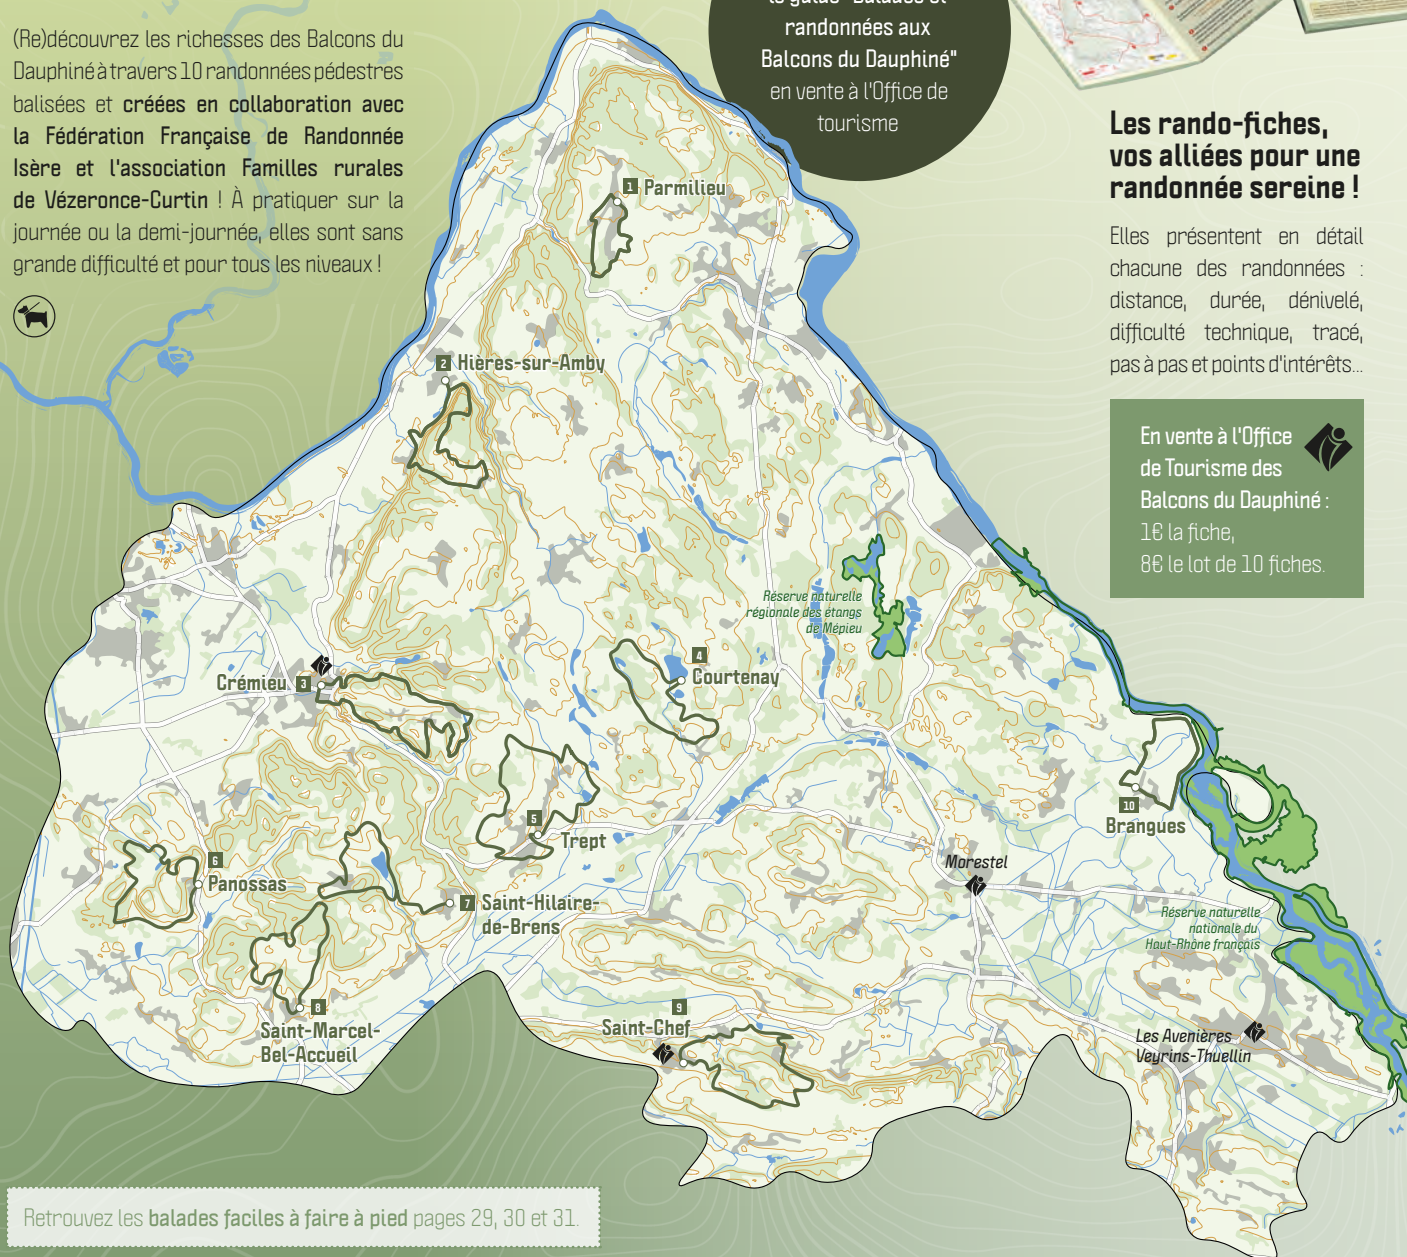 (Re)découvrez les richesses des Balcons du
Dauphiné à travers 10 randonnées pédestres
balisées et créées en collaboration avec
la Fédération Française de Randonnée
Isère et l'association Familles rurales
de Vézeronce-Curtin ! À pratiquer sur la
journée ou la demi-journée, elles sont sans
grande difficulté et pour tous les niveaux !
le guide "Balades et
randonnées aux
Balcons du Dauphiné"
en vente à l'Office de
tourisme
Les rando-fiches,
vos alliées pour une
randonnée sereine !
Elles présentent en détail
chacune des randonnées :
distance, durée, dénivelé,
difficulté technique, tracé,
pas à pas et points d'intérêts...
En vente à l'Office
de Tourisme des
Balcons du Dauphiné :
1€ la fiche,
8€ le lot de 10 fiches.
1 Parmilieu
2 Hières-sur-Amby
Réserve naturelle
régionale des étangs
de Mépieu
Crémieu 3
4
Courtenay
5
Trept
6
Panossas
7 Saint-Hilaire-
de-Brens
8
Saint-Marcel-
Bel-Accueil
9
Saint-Chef
10
Brangues
Morestel
Réserve naturelle
nationale du
Haut-Rhône français
Les Avenières
Veyrins-Thuellin
Retrouvez les balades faciles à faire à pied pages 29, 30 et 31.